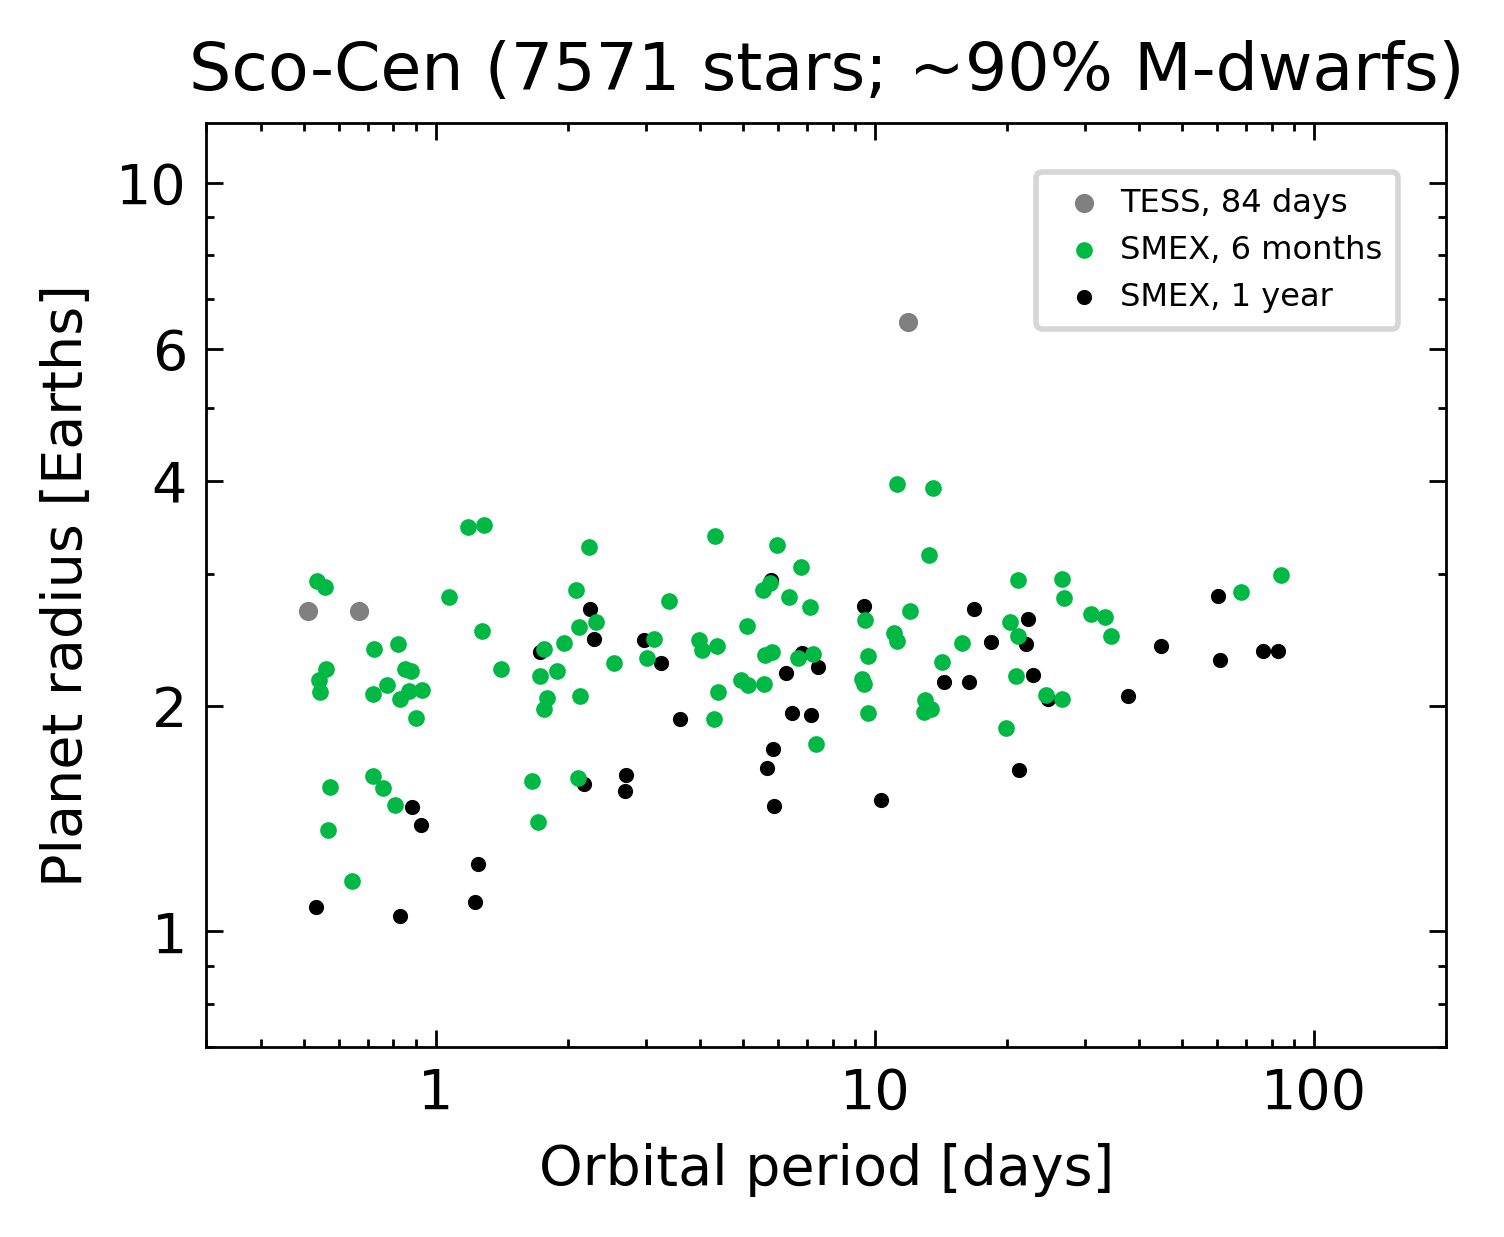 Sco-Cen (7571 stars; ~90% M-dwarfs)
10
6
4
2
1
Planet radius [Earths]
TESS, 84 days
SMEX, 6 months
SMEX, 1 year
1
10
100
Orbital period [days]